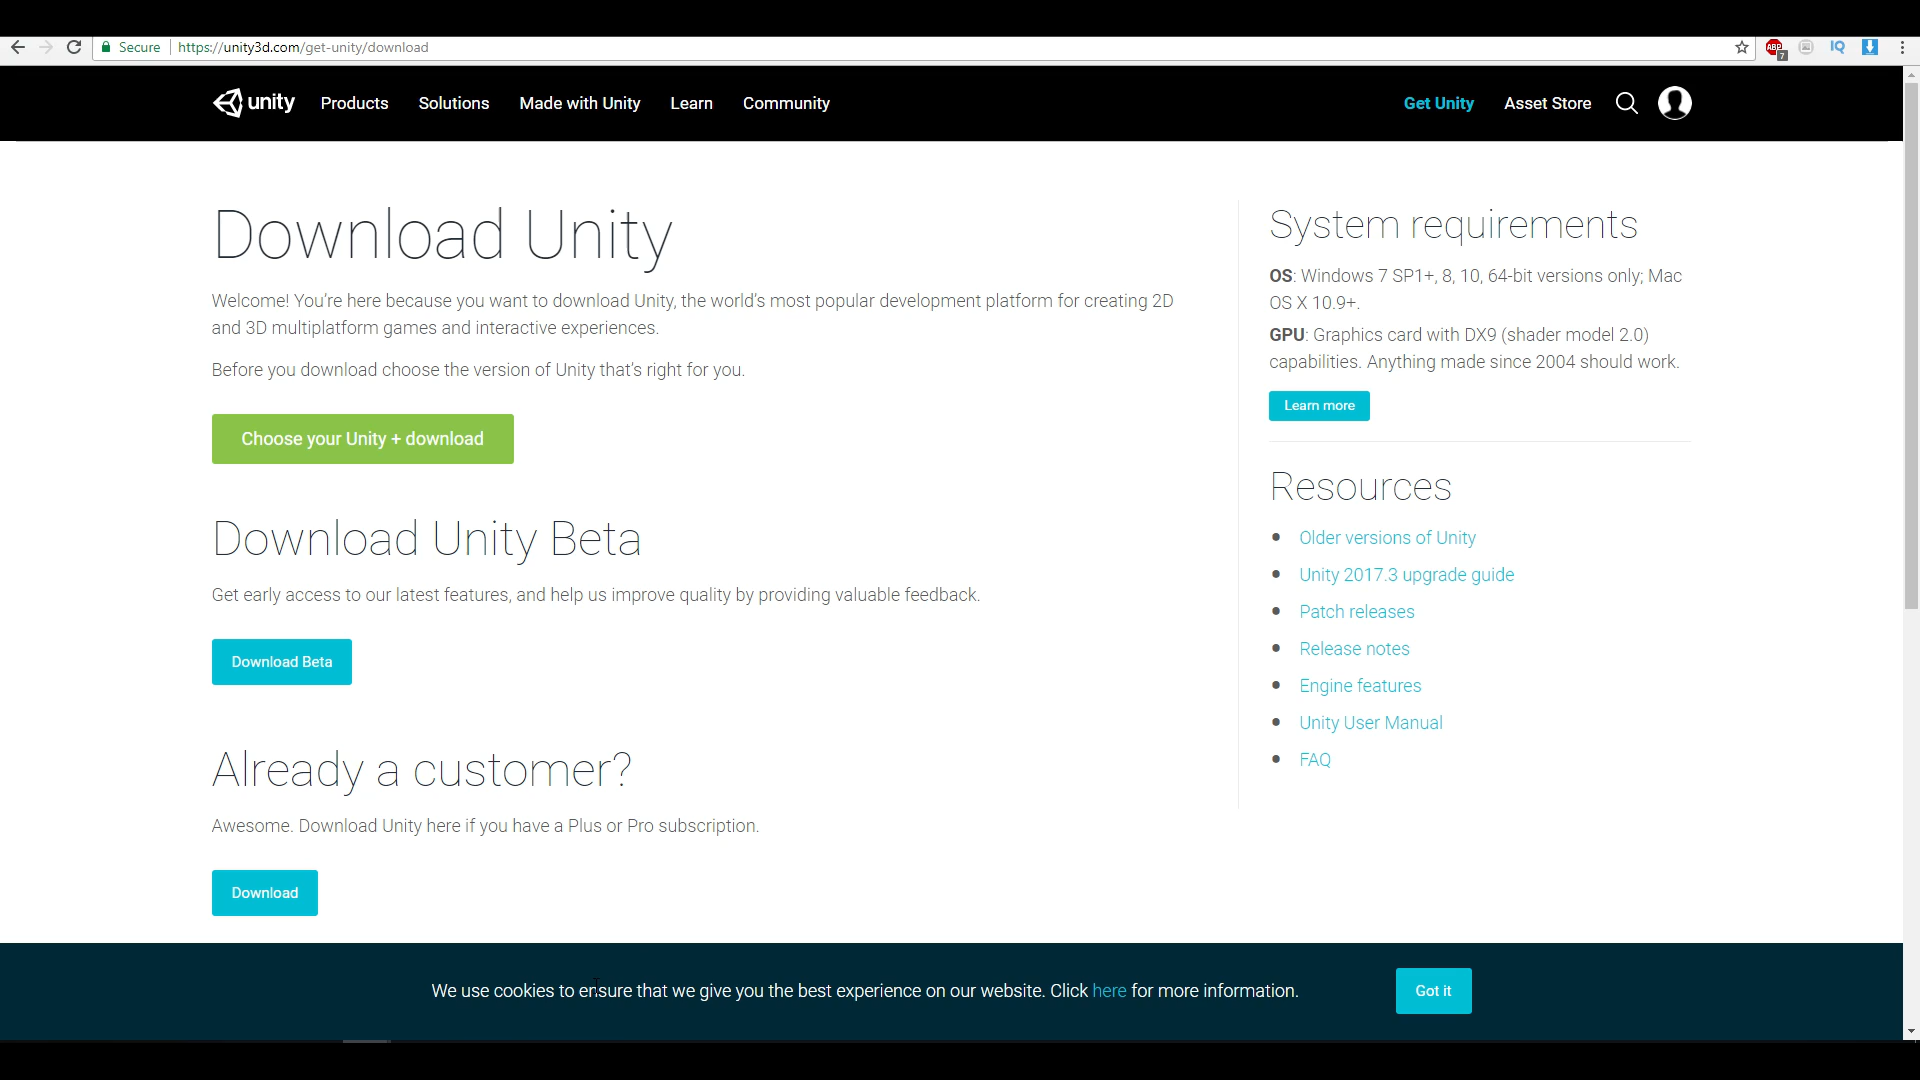 Secure https://unity3d.com/get-unity/download
ABP
7
IQ
unity Products Solutions Made with Unity Learn Community Get Unity Asset Store
Download Unity
Welcome! You're here because you want to download Unity, the world's most popular development platform for creating 2D
and 3D multiplatform games and interactive experiences.
Before you download choose the version of Unity that's right for you.
Choose your Unity + download
Download Unity Beta
Get early access to our latest features, and help us improve quality by providing valuable feedback.
Download Beta
Already a customer?
Awesome. Download Unity here if you have a Plus or Pro subscription.
Download
System requirements
OS: Windows 7 SP1+, 8, 10, 64-bit versions only; Mac
OS X 10.9+.
GPU: Graphics card with DX9 (shader model 2.0)
capabilities. Anything made since 2004 should work.
Learn more
Resources
Older versions of Unity
Unity 2017.3 upgrade guide
Patch releases
Release notes
Engine features
Unity User Manual
FAQ
We use cookies to ensure that we give you the best experience on our website. Click here for more information.
Got it